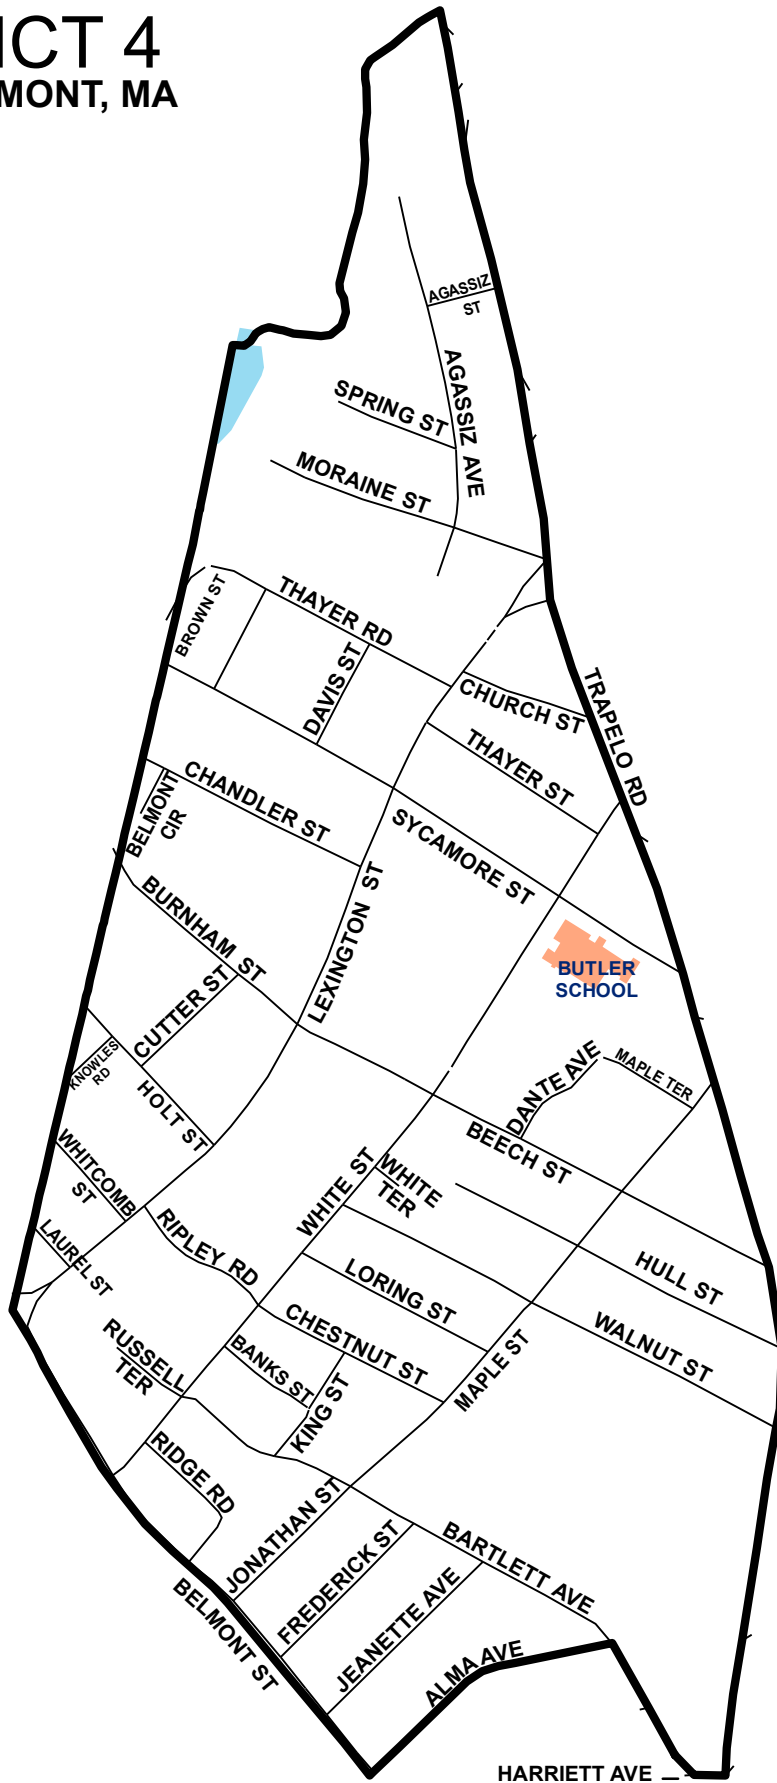 ICT 4
MONT, MA
AGASSIZ
ST
AGASSIZ AVE
SPRING ST
MORAINE ST
THAYER RD
BROWN ST
DAVIS ST
CHURCH ST
TRAPELO RD
THAYER ST
CHANDLER ST
BELMONT
CIR
SYCAMORE ST
LEXINGTON ST
BURNHAM ST
BUTLER
SCHOOL
CUTTER ST
KNOWLES
RD
HOLT ST
DANTE AVE
MAPLE TER
BEECH ST
WHITCOMB
ST
WHITE ST
WHITE
TER
LAUREL ST
RIPLEY RD
HULL ST
LORING ST
WALNUT ST
CHESTNUT ST
RUSSELL
TER
BANKS ST
MAPLE ST
KING ST
RIDGE RD
JONATHAN ST
FREDERICK ST
BARTLETT AVE
BELMONT ST
JEANETTE AVE
ALMA AVE
HARRIETT AVE